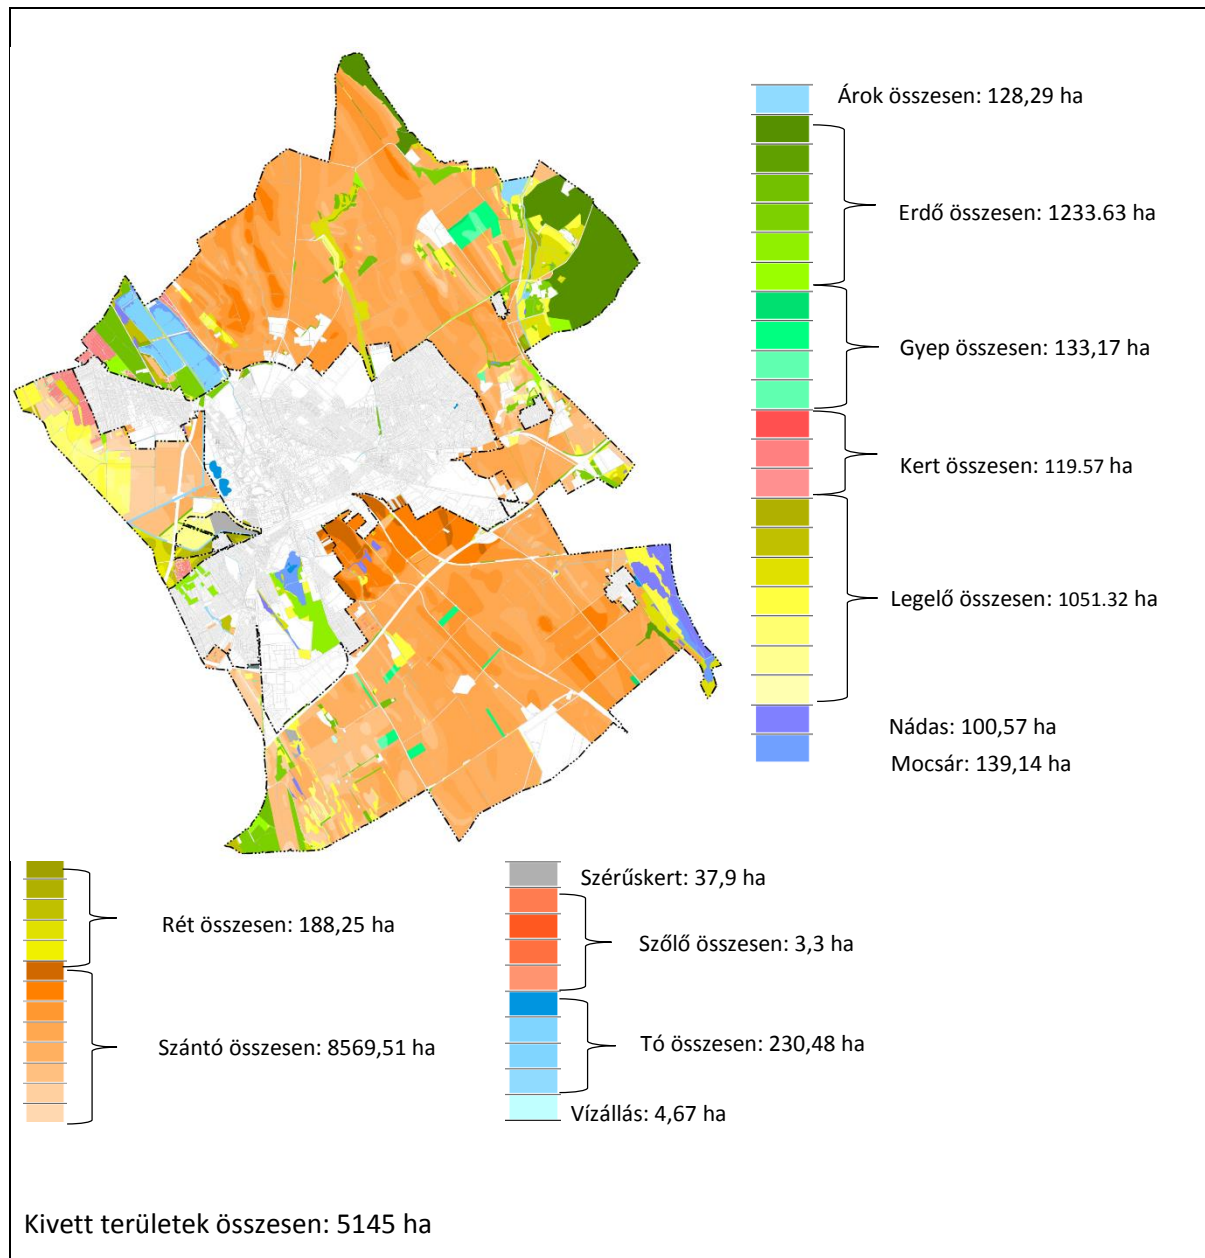 Árok összesen: 128,29 ha
Erdő összesen: 1233.63 ha
Gyep összesen: 133,17 ha
Kert összesen: 119.57 ha
Legelő összesen: 1051.32 ha
Nádas: 100,57 ha
Mocsár: 139,14 ha
Rét összesen: 188,25 ha
Szántó összesen: 8569,51 ha
Szérűskert: 37,9 ha
Szőlő összesen: 3,3 ha
Tó összesen: 230,48 ha
Vízállás: 4,67 ha
Kivett területek összesen: 5145 ha